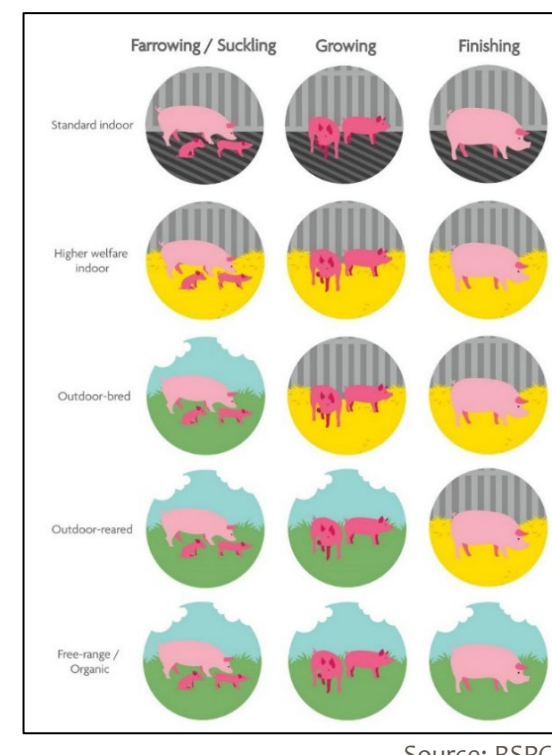 Farrowing / Suckling Growing Finishing
Standard indoor
Higher welfare
indoor
Outdoor-bred
Outdoor-reared
Free-range /
Organic
Source: RSPC